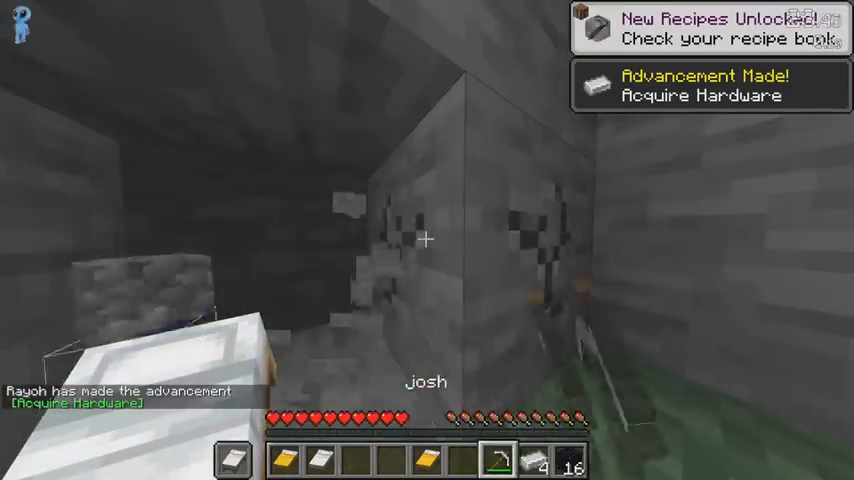 New Recipes Unlocked!
Check your recipe book
Advancement Made!
Acquire Hardware
Rayoh has made the advancement
[Acquire Hardware]
josh
4
16